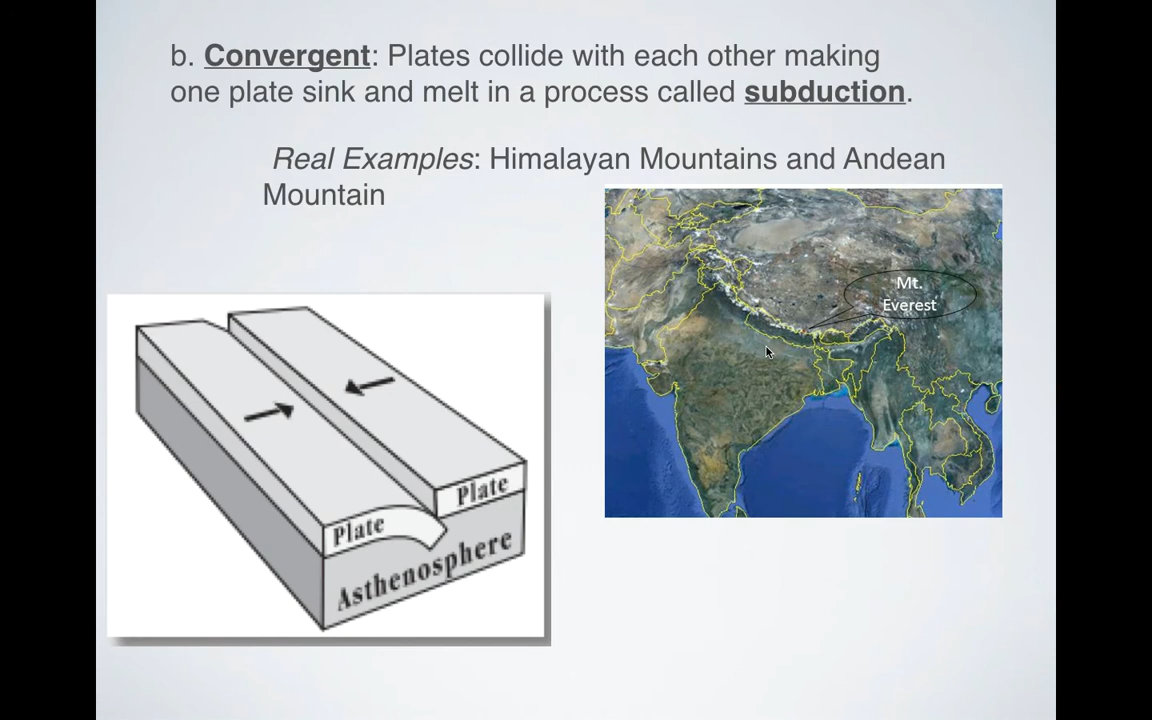 b. Convergent: Plates collide with each other making
one plate sink and melt in a process called subduction.
Real Examples: Himalayan Mountains and Andean
Mountain
Mt.
Everest
Plate
Plate
Asthenosphere